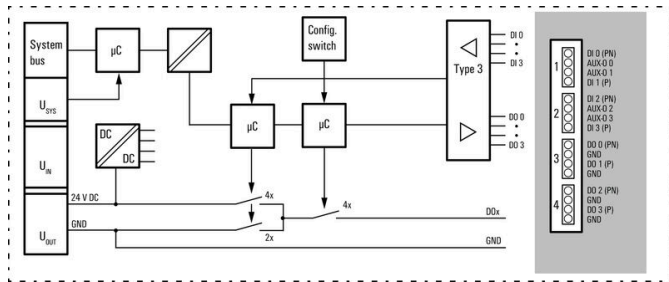 System
bus
U_SYS
U_IN
U_OUT
µC
Config.
switch
Type 3
DI 0
DI 3
DO 0
DO 3
µC
µC
DC
DC
24 V DC
GND
4x
2x
4x
DOx
GND
1
DI 0 (PN)
AUX-O 0
AUX-O 1
DI 1 (P)
2
DI 2 (PN)
AUX-O 2
AUX-O 3
DI 3 (P)
3
DO 0 (PN)
GND
DO 1 (P)
GND
4
DO 2 (PN)
GND
DO 3 (P)
GND